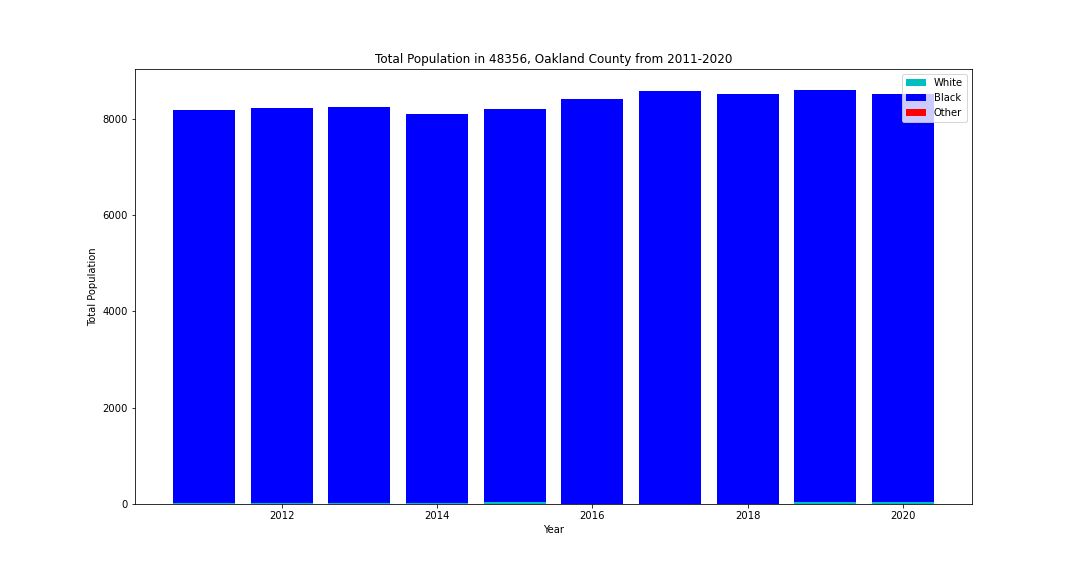 Total Population in 48356, Oakland County from 2011-2020
White
Black
Other
8000
6000
4000
2000
0
Total Population
2012 2014 2016 2018 2020
Year